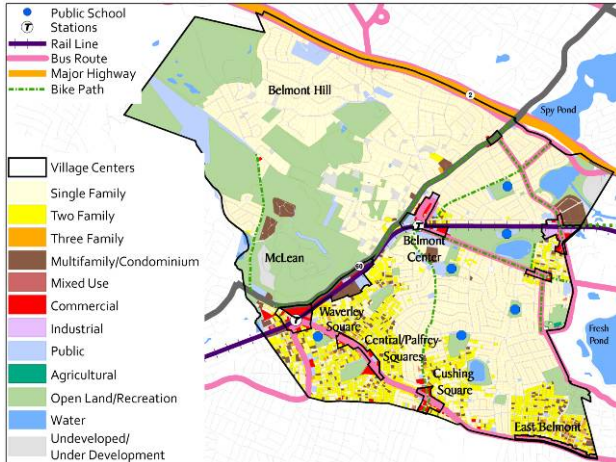 Public School
T
Stations
Rail Line
Bus Route
Major Highway
Bike Path
Village Centers
Single Family
Two Family
Three Family
Multifamily/Condominium
Mixed Use
Commercial
Industrial
Public
Agricultural
Open Land/Recreation
Water
Undeveloped/
Under Development
Belmont Hill
2
Spy Pond
T
Belmont
Center
McLean
60
Waverley
Square
T
Central/Palfrey-
Squares
Fresh
Pond
Cushing
Square
East Belmont